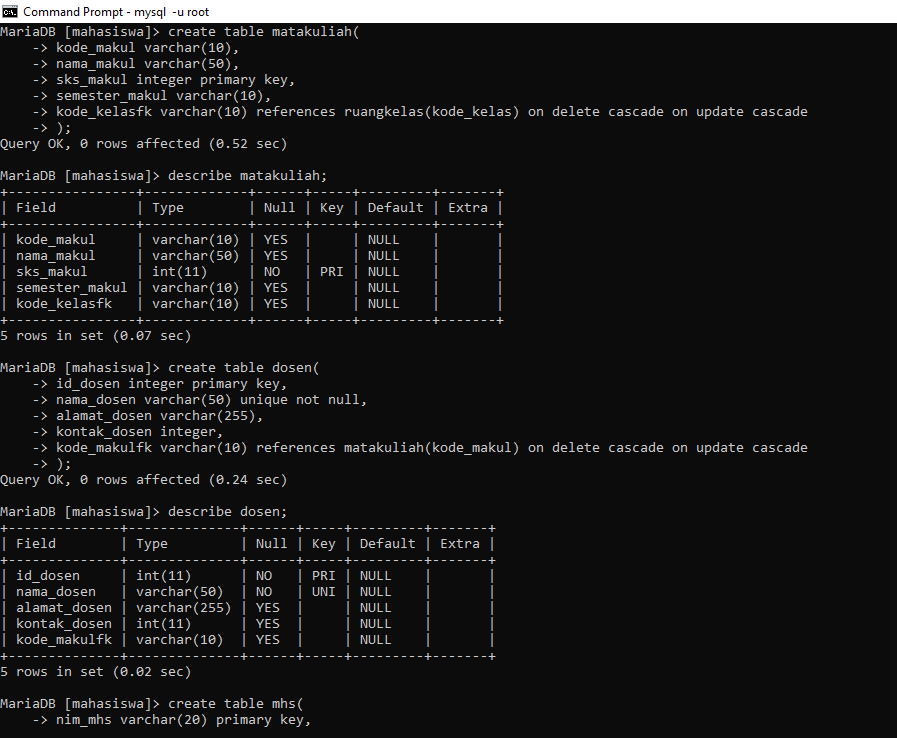 Command Prompt - mysql  -u root
MariaDB [mahasiswa]> create table matakuliah(
    -> kode_makul varchar(10),
    -> nama_makul varchar(50),
    -> sks_makul integer primary key,
    -> semester_makul varchar(10),
    -> kode_kelasfk varchar(10) references ruangkelas(kode_kelas) on delete cascade on update cascade
    -> );
Query OK, 0 rows affected (0.52 sec)

MariaDB [mahasiswa]> describe matakuliah;
+----------------+-------------+------+-----+---------+-------+
| Field          | Type        | Null | Key | Default | Extra |
+----------------+-------------+------+-----+---------+-------+
| kode_makul     | varchar(10) | YES  |     | NULL    |       |
| nama_makul     | varchar(50) | YES  |     | NULL    |       |
| sks_makul      | int(11)     | NO   | PRI | NULL    |       |
| semester_makul | varchar(10) | YES  |     | NULL    |       |
| kode_kelasfk   | varchar(10) | YES  |     | NULL    |       |
+----------------+-------------+------+-----+---------+-------+
5 rows in set (0.07 sec)

MariaDB [mahasiswa]> create table dosen(
    -> id_dosen integer primary key,
    -> nama_dosen varchar(50) unique not null,
    -> alamat_dosen varchar(255),
    -> kontak_dosen integer,
    -> kode_makulfk varchar(10) references matakuliah(kode_makul) on delete cascade on update cascade
    -> );
Query OK, 0 rows affected (0.24 sec)

MariaDB [mahasiswa]> describe dosen;
+--------------+--------------+------+-----+---------+-------+
| Field        | Type         | Null | Key | Default | Extra |
+--------------+--------------+------+-----+---------+-------+
| id_dosen     | int(11)      | NO   | PRI | NULL    |       |
| nama_dosen   | varchar(50)  | NO   | UNI | NULL    |       |
| alamat_dosen | varchar(255) | YES  |     | NULL    |       |
| kontak_dosen | int(11)      | YES  |     | NULL    |       |
| kode_makulfk | varchar(10)  | YES  |     | NULL    |       |
+--------------+--------------+------+-----+---------+-------+
5 rows in set (0.02 sec)

MariaDB [mahasiswa]> create table mhs(
    -> nim_mhs varchar(20) primary key,